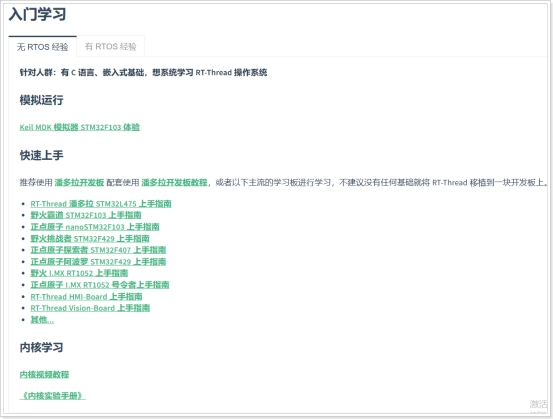 入门学习
无 RTOS 经验
有 RTOS 经验
针对人群：有 C 语言、嵌入式基础，想系统学习 RT-Thread 操作系统
模拟运行
Keil MDK 模拟器 STM32F103 体验
快速上手
推荐使用 潘多拉开发板 配套使用 潘多拉开发板教程，或者以下主流的学习板进行学习，不建议没有任何基础就将 RT-Thread 移植到一块开发板上。
RT-Thread 潘多拉 STM32L475 上手指南
野火霸道 STM32F103 上手指南
正点原子 nanoSTM32F103 上手指南
野火挑战者 STM32F429 上手指南
正点原子探索者 STM32F407 上手指南
正点原子阿波罗 STM32F429 上手指南
野火 I.MX RT1052 上手指南
正点原子 I.MX RT1052 号令者上手指南
RT-Thread HMI-Board 上手指南
RT-Thread Vision-Board 上手指南
其他...
内核学习
内核视频教程
《内核实验手册》
激活